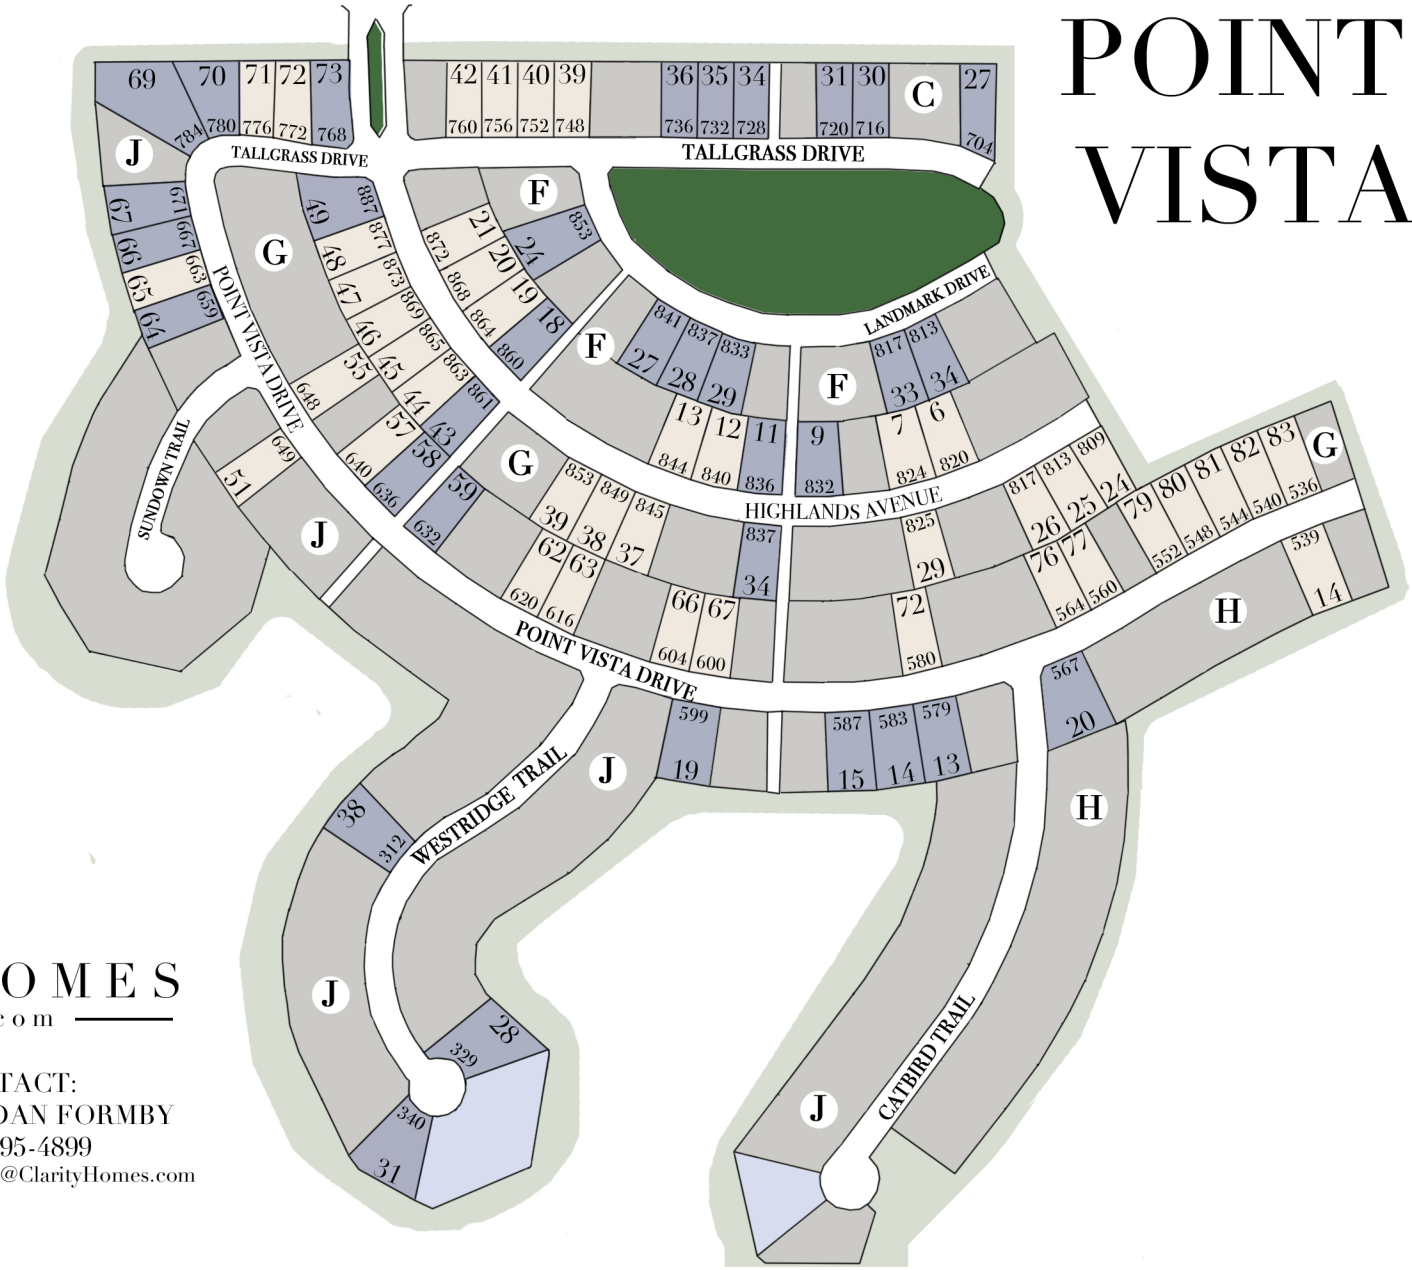 POINT
VISTA
69 70 71 72 73
784 780 776 772 768
42 41 40 39
760 756 752 748
36 35 34
736 732 728
31 30 C 27
720 716 704
TALLGRASS DRIVE
TALLGRASS DRIVE
J
67 671
66 667
65 663
64 659
G
49 887
48 877
47 873
46 869
45 865
44 863
43 861
F
21 872
20 868
19 864
18 860
24 853
LANDMARK DRIVE
F
841 837 833
27 28 29
F
817 813
33 34
13 12 11
844 840 836
9
832
7 6
824 820
HIGHLANDS AVENUE
POINT VISTA DRIVE
SUNDOWN TRAIL
55 648
57 640
58 636
59 632
51 649
J
G
853 849 845
39 38 37
837
34
825
29
817 813 809
26 25 24
79 80 81 82 83
552 548 544 540 536
G
62 63
620 616
66 67
604 600
72
580
76 77
564 560
539
14
H
POINT VISTA DRIVE
567
20
599
19
587 583 579
15 14 13
J
H
WESTRIDGE TRAIL
38 312
J
28
329
340
31
CATBIRD TRAIL
J
OMES
com
TACT:
DAN FORMBY
95-4899
@ClarityHomes.com